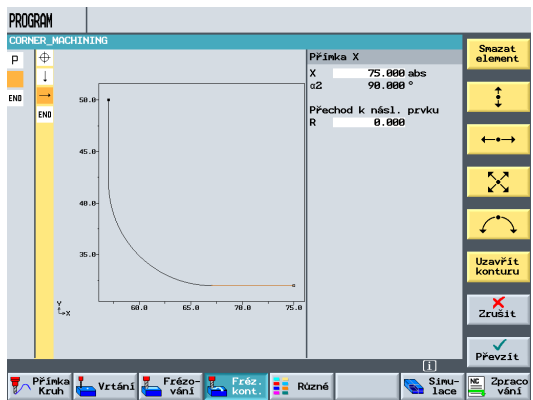 PROGRAM
CORNER_MACHINING
P
END
END
50.0
45.0
40.0
35.0
60.0
65.0
70.0
75.0
Y
X
Přímka X
X 75.000 abs
α2 90.000 °
Přechod k násl. prvku
R 0.000
Smazat
element
Uzavřít
konturu
Zrušit
Převzít
i
Přímka
Kruh
Vrtání
Frézo-
vání
Fréz.
kont.
Různé
Simu-
lace
NC
Zpraco
vání